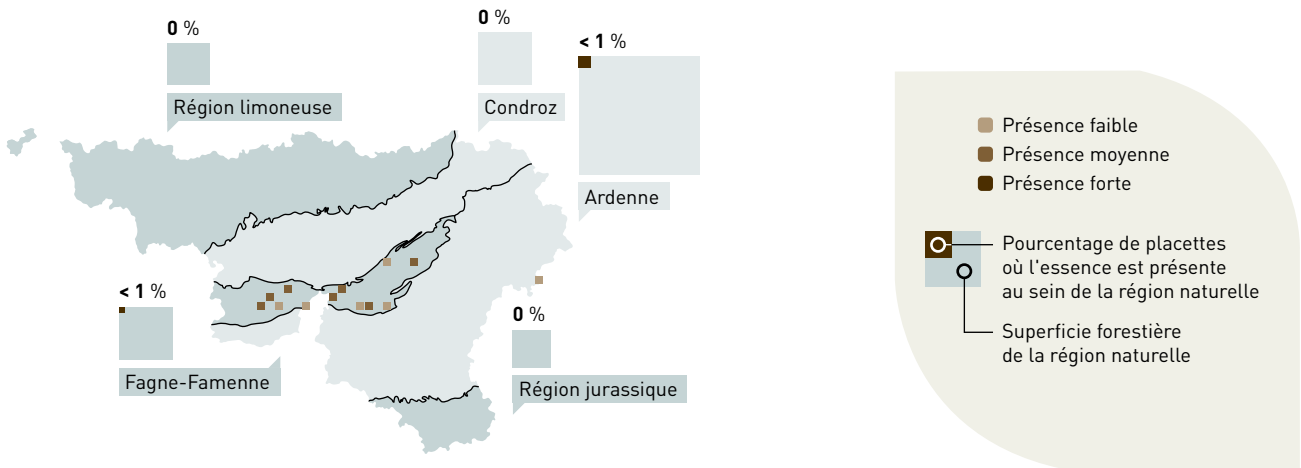 0 %
Région limoneuse
0 %
Condroz
< 1 %
Ardenne
< 1 %
Fagne-Famenne
0 %
Région jurassique
Présence faible
Présence moyenne
Présence forte
Pourcentage de placettes
où l'essence est présente
au sein de la région naturelle
Superficie forestière
de la région naturelle